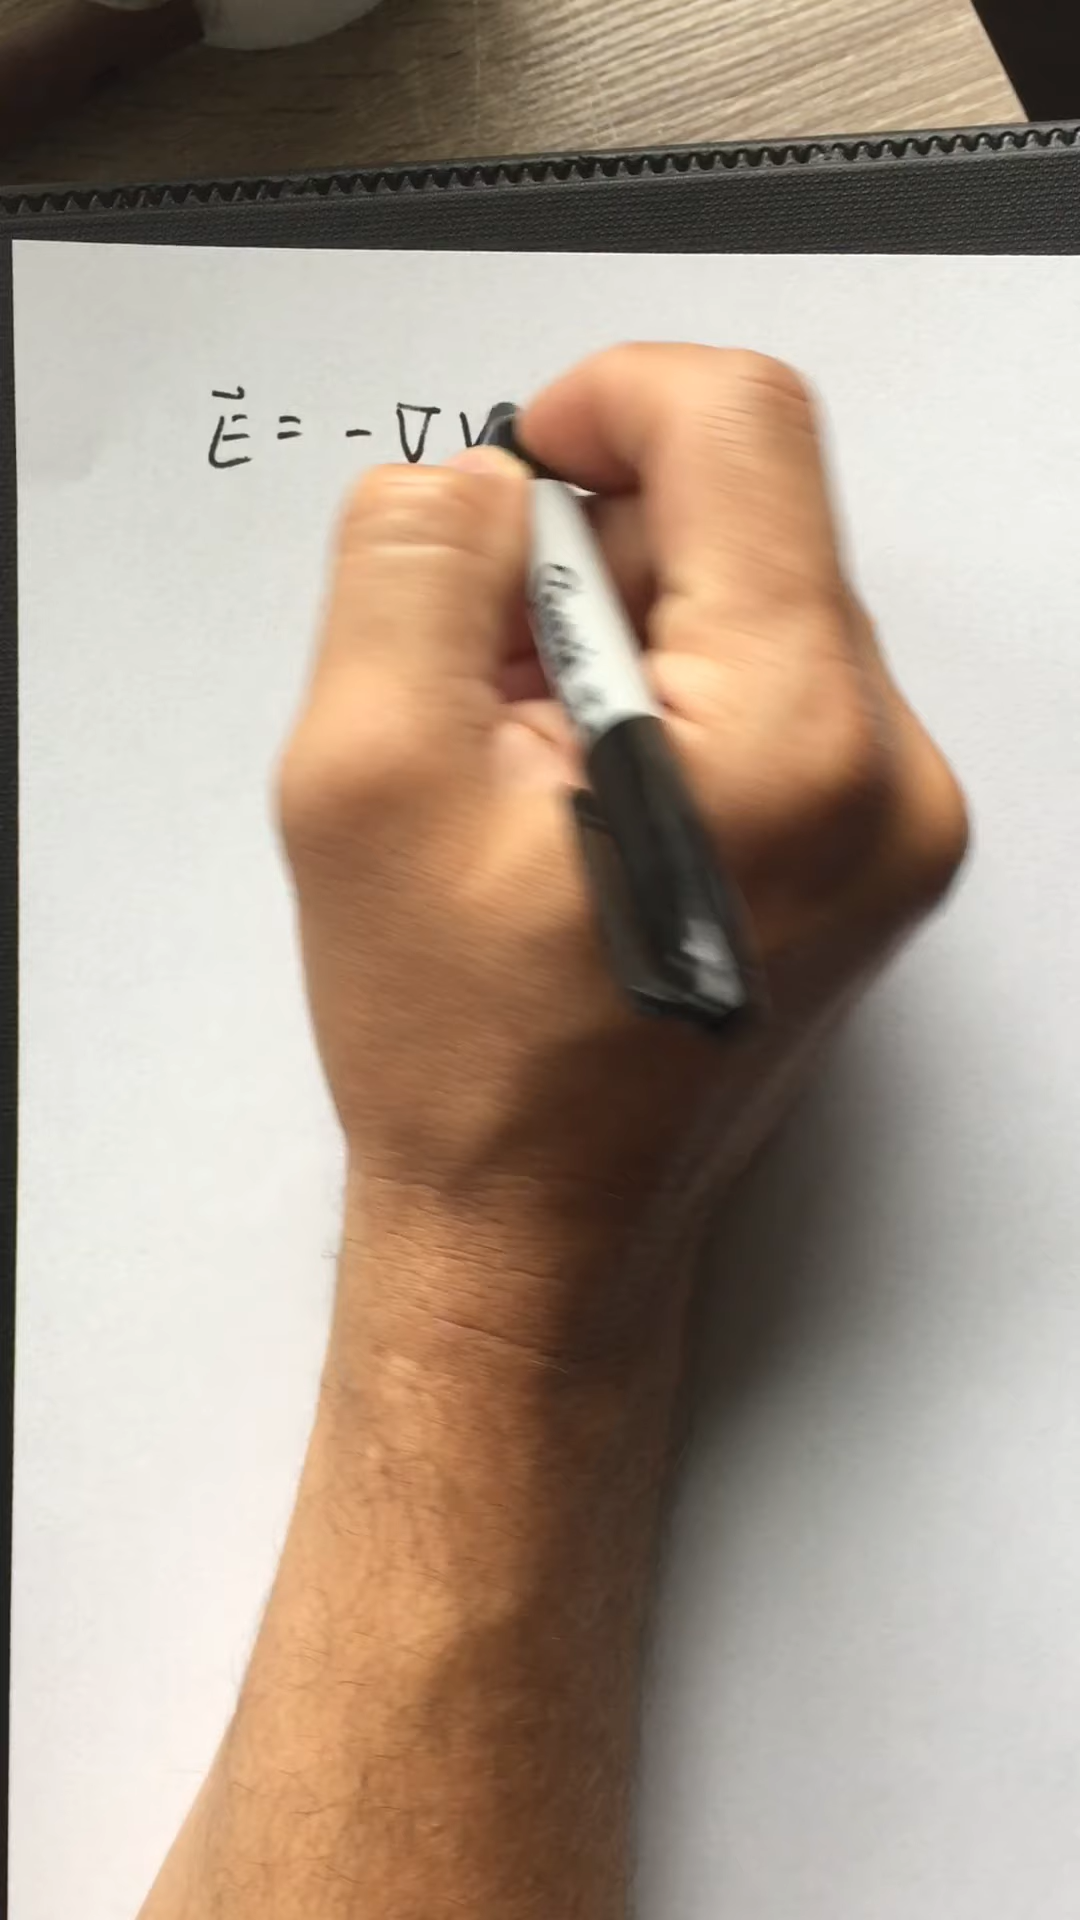 E⃗ = - ∇ V